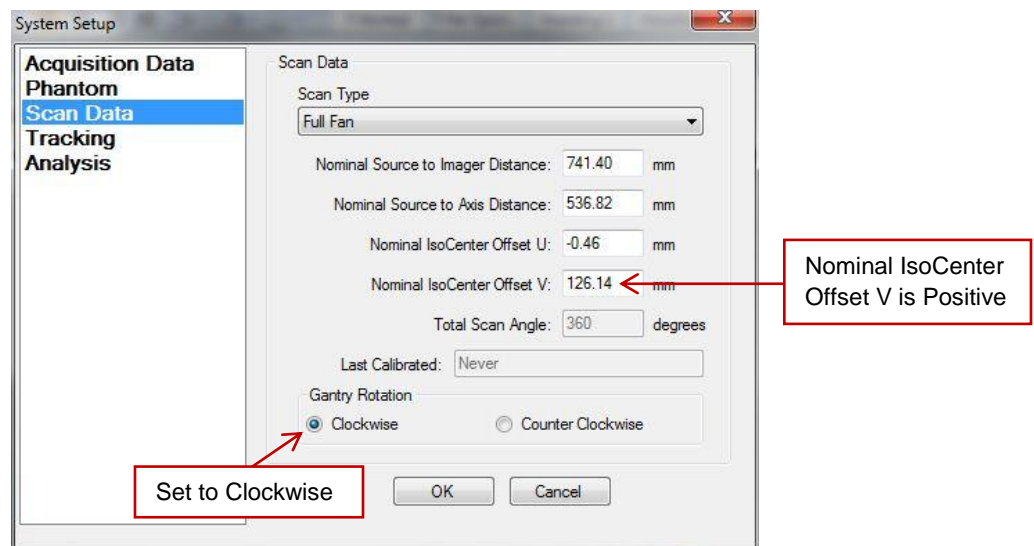 System Setup
Acquisition Data
Phantom
Scan Data
Tracking
Analysis
Scan Data
Scan Type
Full Fan
Nominal Source to Imager Distance: 741.40 mm
Nominal Source to Axis Distance: 536.82 mm
Nominal IsoCenter Offset U: -0.46 mm
Nominal IsoCenter Offset V: 126.14 mm
Total Scan Angle: 360 degrees
Last Calibrated: Never
Gantry Rotation
Clockwise Counter Clockwise
OK Cancel
Nominal IsoCenter
Offset V is Positive
Set to Clockwise